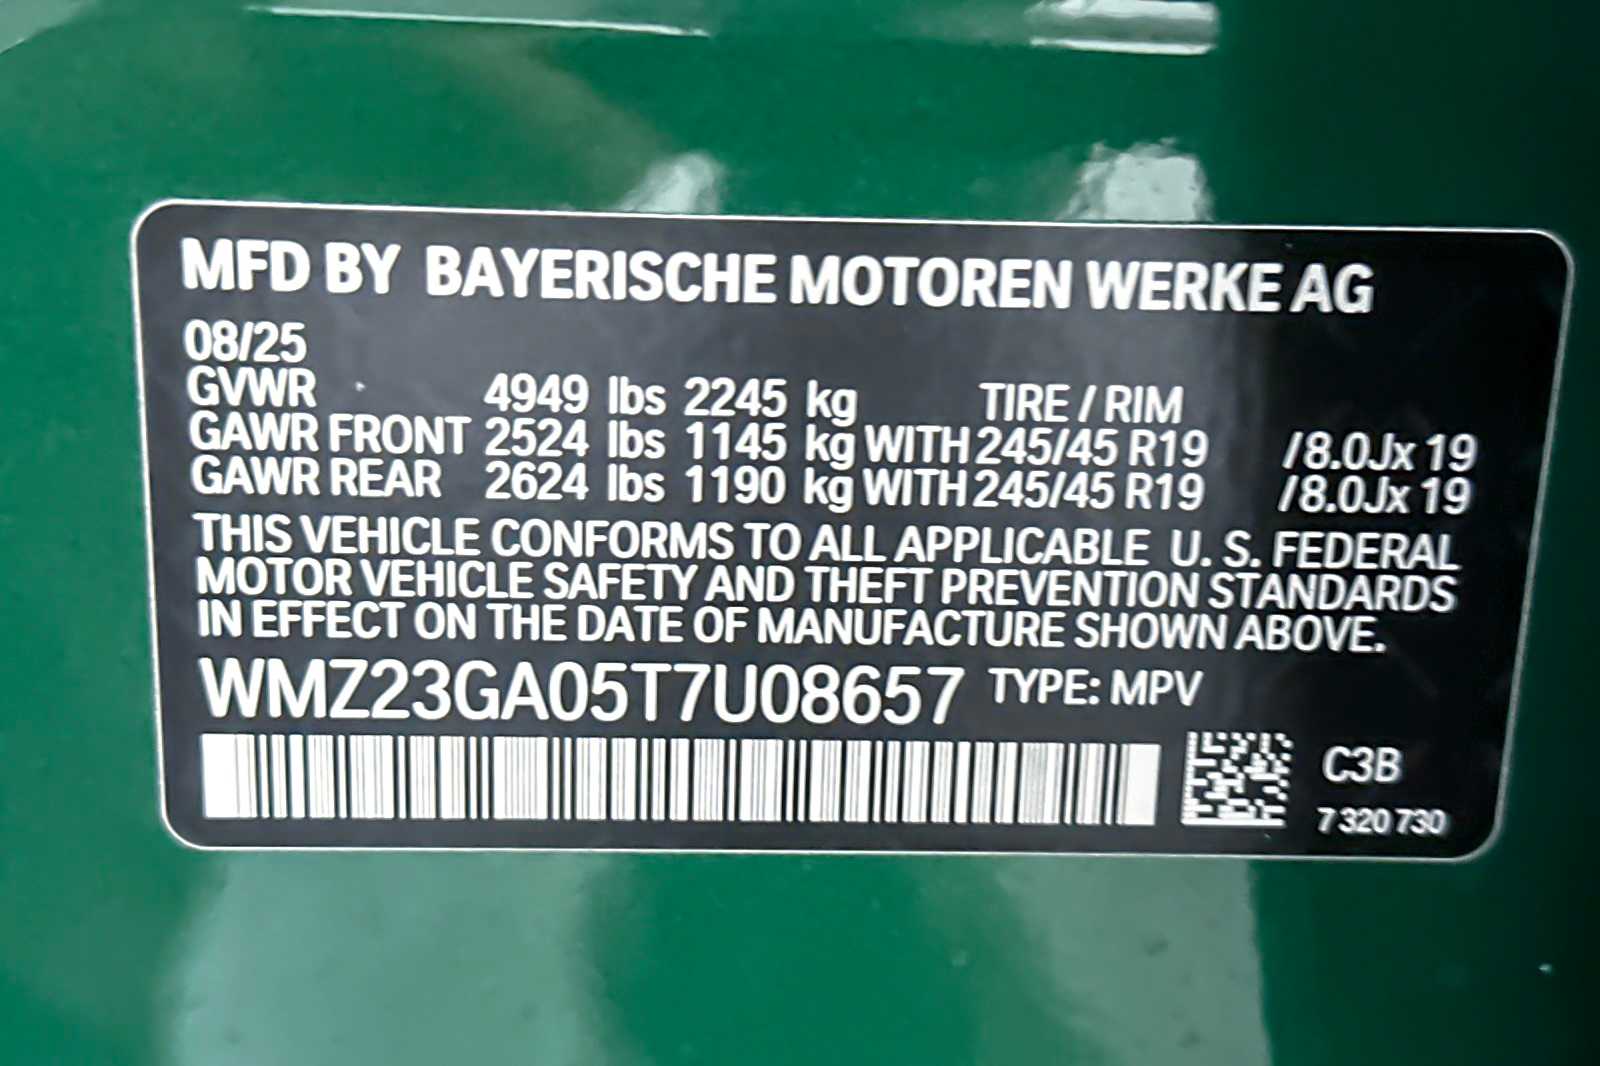 MFD BY BAYERISCHE MOTOREN WERKE AG
08/25
GVWR 4949 lbs 2245 kg TIRE / RIM
GAWR FRONT 2524 lbs 1145 kg WITH 245/45 R19 /8.0Jx 19
GAWR REAR 2624 lbs 1190 kg WITH 245/45 R19 /8.0Jx 19
THIS VEHICLE CONFORMS TO ALL APPLICABLE U. S. FEDERAL
MOTOR VEHICLE SAFETY AND THEFT PREVENTION STANDARDS
IN EFFECT ON THE DATE OF MANUFACTURE SHOWN ABOVE.
WMZ23GA05T7U08657 TYPE: MPV
C3B
7 320 730